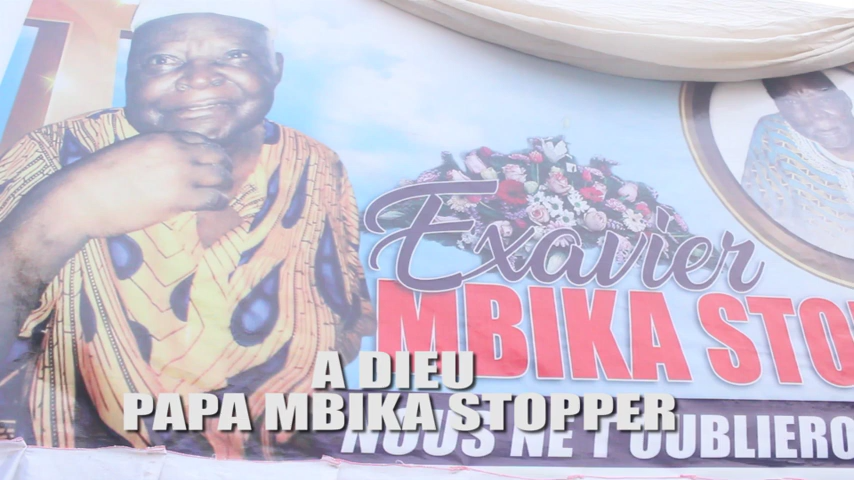 Exavier
MBIKA STO
A DIEU
PAPA MBIKA STOPPER
NOUS NE T OUBLIERO